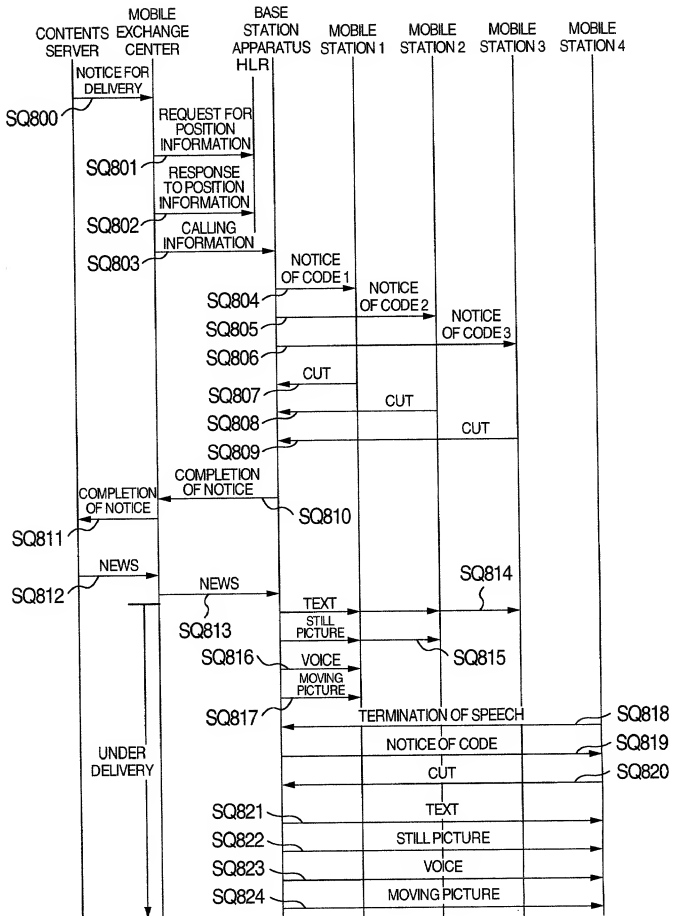 CONTENTS
SERVER
MOBILE
EXCHANGE
CENTER
BASE
STATION
APPARATUS
HLR
MOBILE
STATION 1
MOBILE
STATION 2
MOBILE
STATION 3
MOBILE
STATION 4
NOTICE FOR
DELIVERY
SQ800
REQUEST FOR
POSITION
INFORMATION
SQ801
RESPONSE
TO POSITION
INFORMATION
SQ802
CALLING
INFORMATION
SQ803
NOTICE
OF CODE 1
SQ804
NOTICE
OF CODE 2
SQ805
NOTICE
OF CODE 3
SQ806
CUT
SQ807
CUT
SQ808
CUT
SQ809
COMPLETION
OF NOTICE
SQ810
COMPLETION
OF NOTICE
SQ811
NEWS
SQ812
NEWS
SQ813
TEXT
SQ814
STILL
PICTURE
SQ815
VOICE
SQ816
MOVING
PICTURE
SQ817
TERMINATION OF SPEECH
SQ818
NOTICE OF CODE
SQ819
CUT
SQ820
UNDER
DELIVERY
TEXT
SQ821
STILL PICTURE
SQ822
VOICE
SQ823
MOVING PICTURE
SQ824